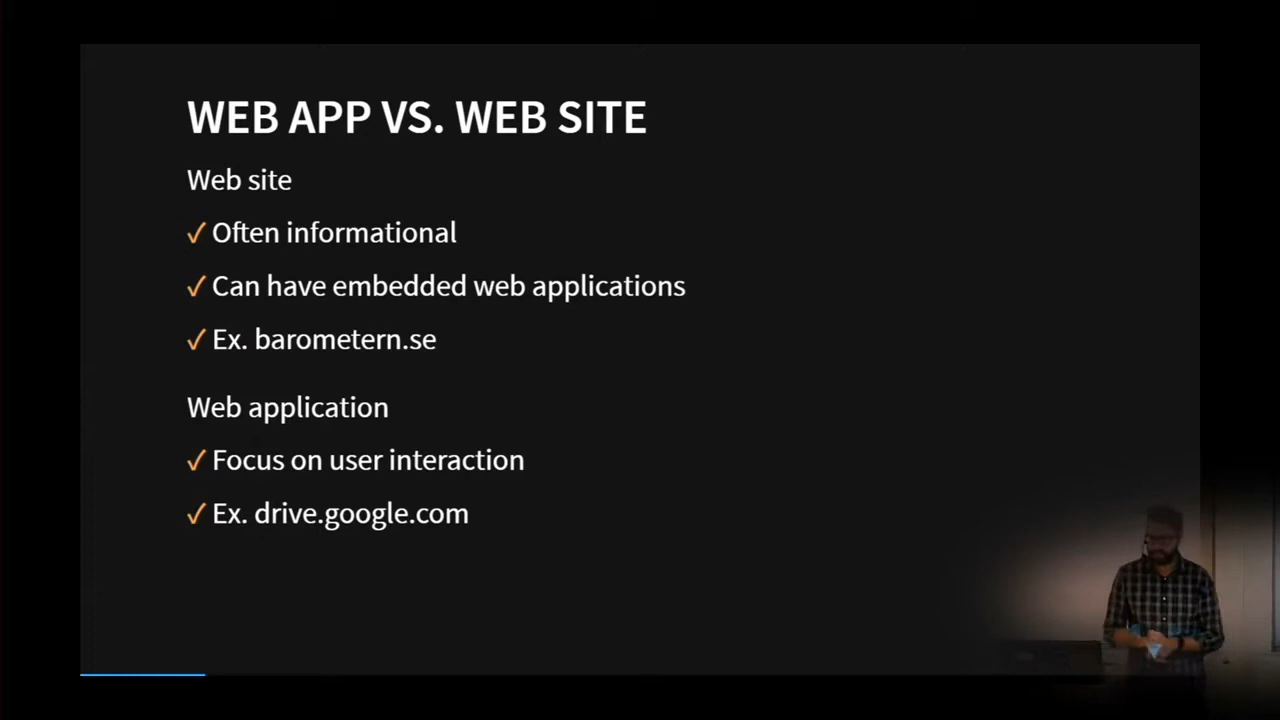 WEB APP VS. WEB SITE
Web site
✓ Often informational
✓ Can have embedded web applications
✓ Ex. barometern.se
Web application
✓ Focus on user interaction
✓ Ex. drive.google.com